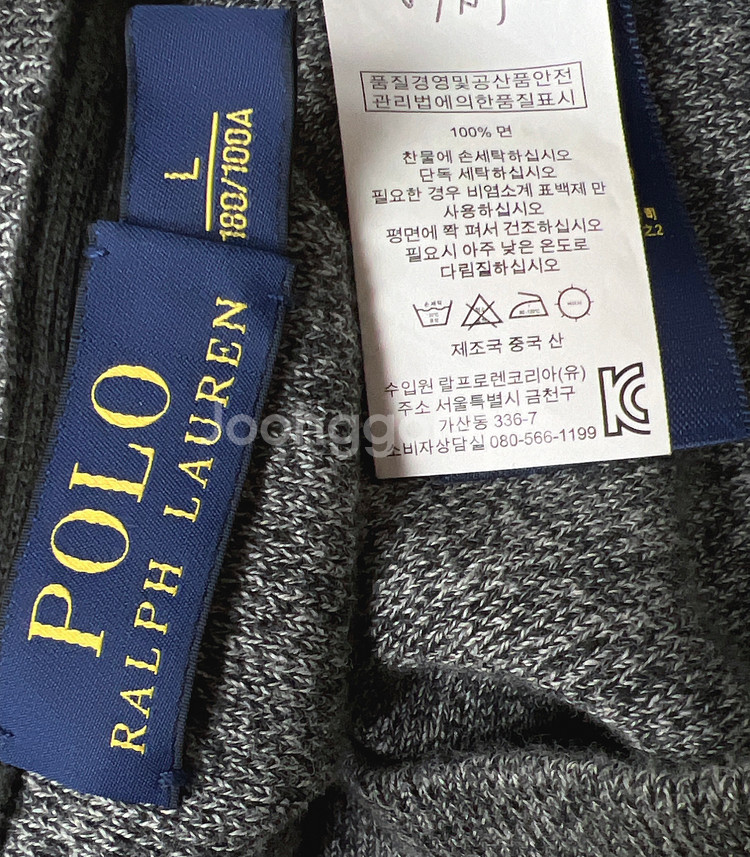 L
180/100A
POLO
RALPH LAUREN
품질경영및공산품안전
관리법에의한품질표시
100% 면
찬물에 손세탁하십시오
단독 세탁하십시오
필요한 경우 비염소계 표백제 만
사용하십시오
평면에 쫙 펴서 건조하십시오
필요시 아주 낮은 온도로
다림질하십시오
손세탁
제조국 중국 산
수입원 랄프로렌코리아(유)
주소 서울특별시 금천구
가산동 336-7
소비자상담실 080-566-1199